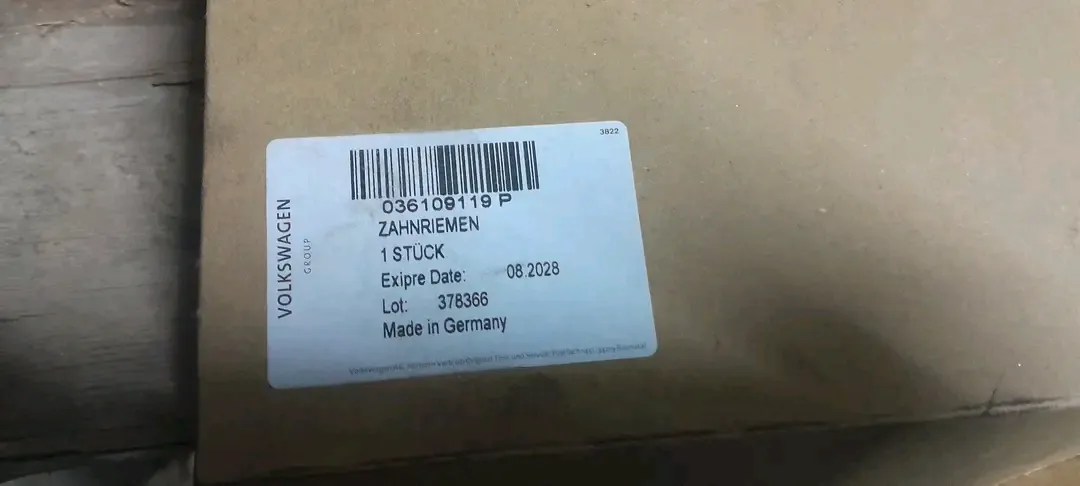 3822
036109119 P
ZAHNRIEMEN
1 STÜCK
Exipre Date: 08.2028
Lot: 378366
Made in Germany
VOLKSWAGEN
GROUP